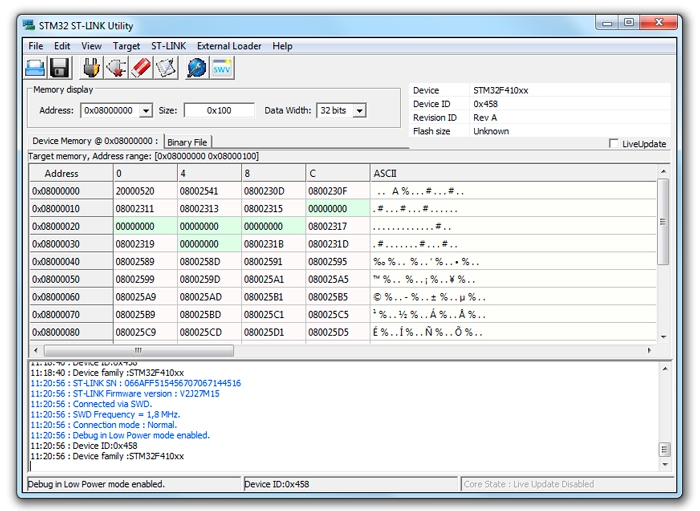 STM32 ST-LINK Utility
File Edit View Target ST-LINK External Loader Help
SWV
Memory display
Address: 0x08000000 Size: 0x100 Data Width: 32 bits
Device STM32F410xx
Device ID 0x458
Revision ID Rev A
Flash size Unknown
LiveUpdate
Device Memory @ 0x08000000 : Binary File
Target memory, Address range: [0x08000000 0x08000100]
Address 0 4 8 C ASCII
0x08000000 20000520 08002541 0800230D 0800230F .. A%...#...#..
0x08000010 08002311 08002313 08002315 00000000 .#...#...#......
0x08000020 00000000 00000000 00000000 08002317 .............#..
0x08000030 08002319 00000000 0800231B 0800231D .#.......#...#..
0x08000040 08002589 0800258D 08002591 08002595 ‰%.. %..‘%..•%..
0x08000050 08002599 0800259D 080025A1 080025A5 ™%.. %..¡%..¥%..
0x08000060 080025A9 080025AD 080025B1 080025B5 ©%..-%..±%..µ%..
0x08000070 080025B9 080025BD 080025C1 080025C5 ¹%..½%..Á%..Å%..
0x08000080 080025C9 080025CD 080025D1 080025D5 É%..Í%..Ñ%..Õ%..
11:18:40 : Device ID:0x458
11:18:40 : Device family :STM32F410xx
11:20:56 : ST-LINK SN : 066AFF515456707067144516
11:20:56 : ST-LINK Firmware version : V2J27M15
11:20:56 : Connected via SWD.
11:20:56 : SWD Frequency = 1,8 MHz.
11:20:56 : Connection mode : Normal.
11:20:56 : Debug in Low Power mode enabled.
11:20:56 : Device ID:0x458
11:20:56 : Device family :STM32F410xx
Debug in Low Power mode enabled. Device ID:0x458 Core State : Live Update Disabled